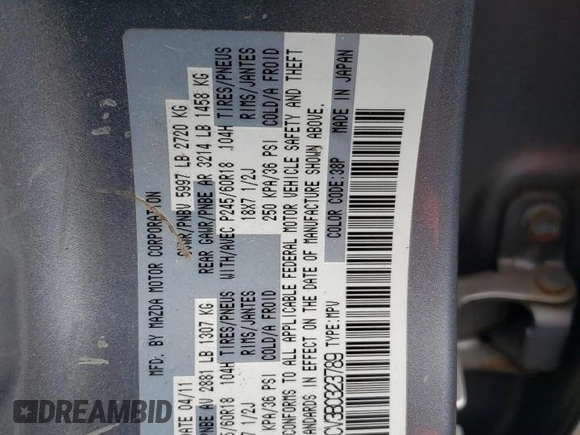 MFD. BY MAZDA MOTOR CORPORATION
DATE 04/11 GVWR/PNBV 5997 LB 2720 KG
AV 2881 LB 1307 KG REAR GAWR/PNBE AR 3214 LB 1458 KG
60R18 104H TIRES/PNEUS WITH/AVEC P245/60R18 104H TIRES/PNEUS
1/2J RIMS/JANTES 18X7 1/2J RIMS/JANTES
KPA/36 PSI COLD/A FROID 250 KPA/36 PSI COLD/A FROID
CONFORMS TO ALL APPLICABLE FEDERAL MOTOR VEHICLE SAFETY AND THEFT
IN EFFECT ON THE DATE OF MANUFACTURE SHOWN ABOVE.
COLOR CODE:38P MADE IN JAPAN
CV3B0323789 TYPE:MPV
RIDEFAX